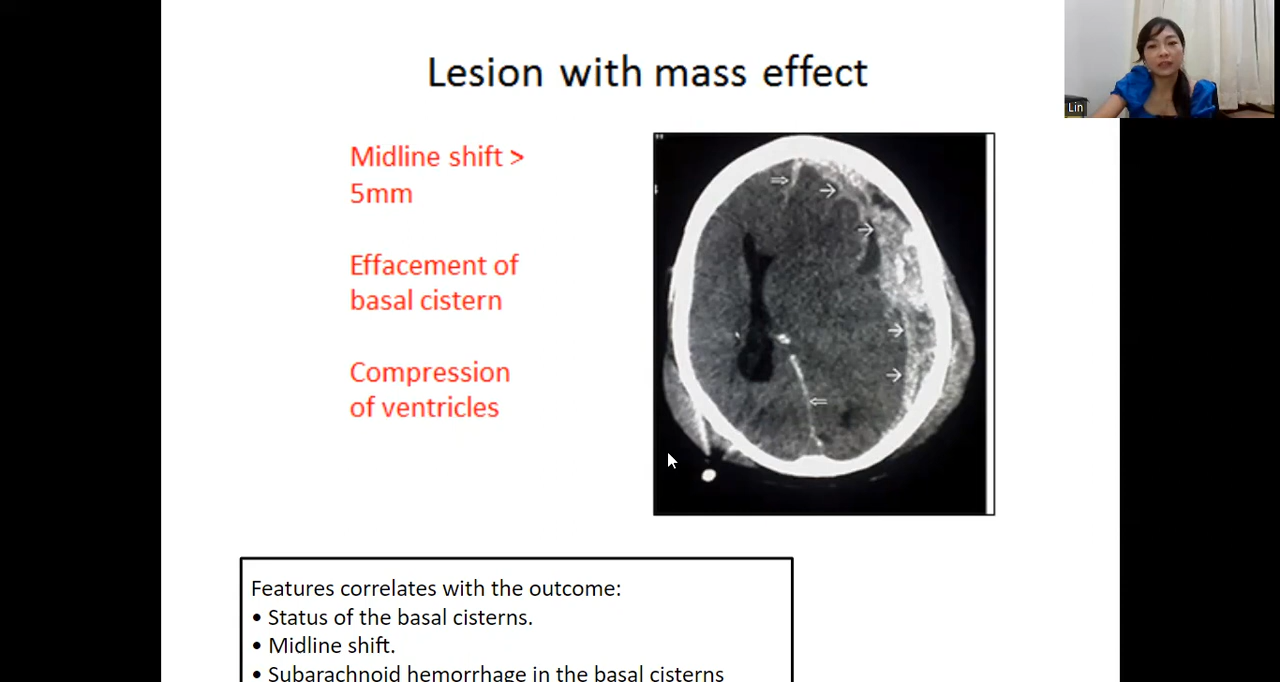 Lesion with mass effect
Lin
Midline shift >
5mm
Effacement of
basal cistern
Compression
of ventricles
Features correlates with the outcome:
• Status of the basal cisterns.
• Midline shift.
• Subarachnoid hemorrhage in the basal cisterns